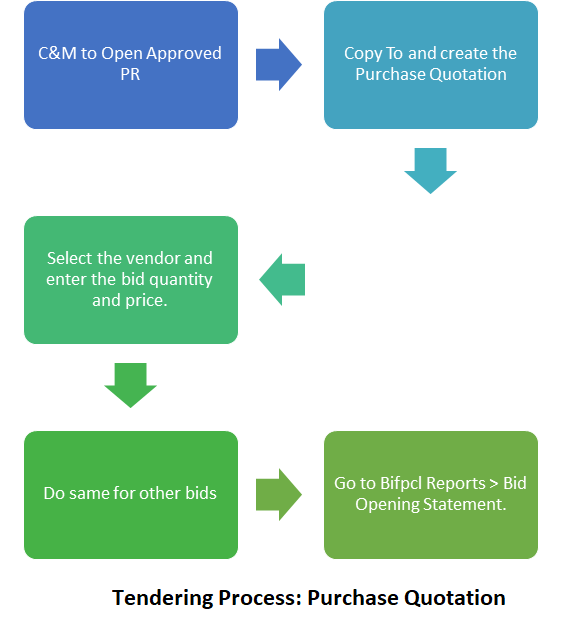 C&M to Open Approved
PR
Copy To and create the
Purchase Quotation
Select the vendor and
enter the bid quantity
and price.
Do same for other bids
Go to Bifpcl Reports > Bid
Opening Statement.
Tendering Process: Purchase Quotation